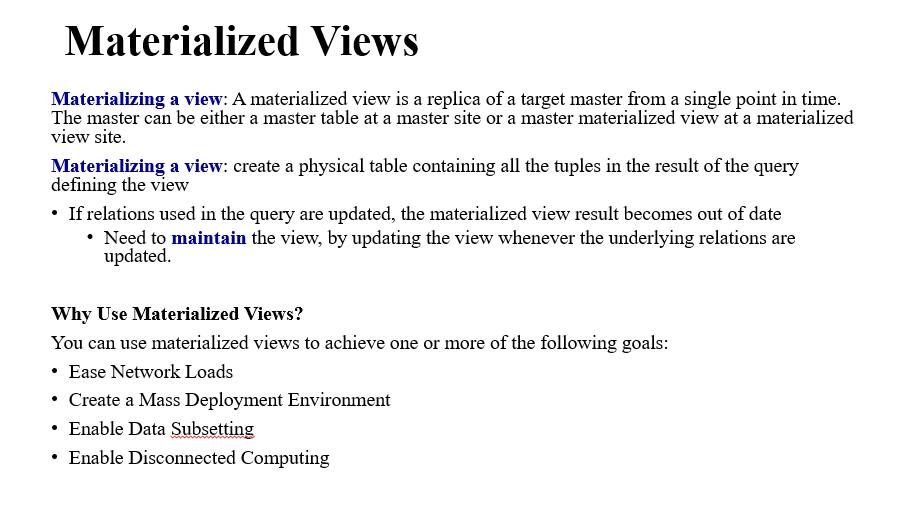 Materialized Views
Materializing a view: A materialized view is a replica of a target master from a single point in time.
The master can be either a master table at a master site or a master materialized view at a materialized
view site.
Materializing a view: create a physical table containing all the tuples in the result of the query
defining the view
• If relations used in the query are updated, the materialized view result becomes out of date
• Need to maintain the view, by updating the view whenever the underlying relations are
updated.
Why Use Materialized Views?
You can use materialized views to achieve one or more of the following goals:
• Ease Network Loads
• Create a Mass Deployment Environment
• Enable Data Subsetting
• Enable Disconnected Computing